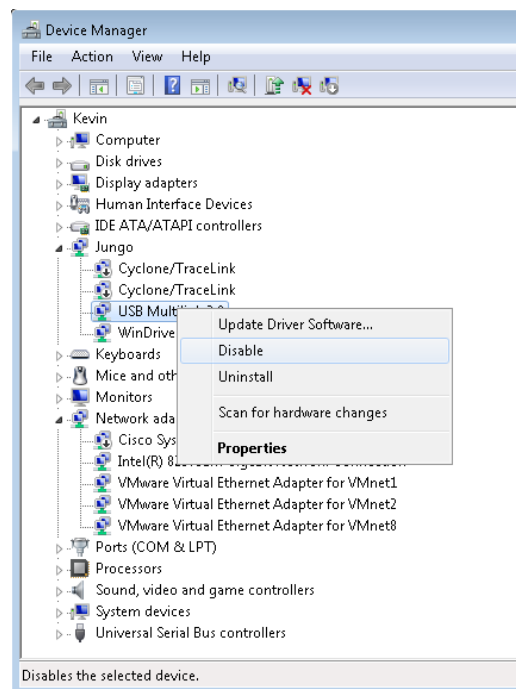 Device Manager
File Action View Help
Kevin
Computer
Disk drives
Display adapters
Human Interface Devices
IDE ATA/ATAPI controllers
Jungo
Cyclone/TraceLink
Cyclone/TraceLink
USB
WinDrive
Keyboards
Mice and oth
Monitors
Network ada
Cisco Sys
Intel(R)
VMware Virtual Ethernet Adapter for VMnet1
VMware Virtual Ethernet Adapter for VMnet2
VMware Virtual Ethernet Adapter for VMnet8
Ports (COM & LPT)
Processors
Sound, video and game controllers
System devices
Universal Serial Bus controllers
Update Driver Software...
Disable
Uninstall
Scan for hardware changes
Properties
Disables the selected device.